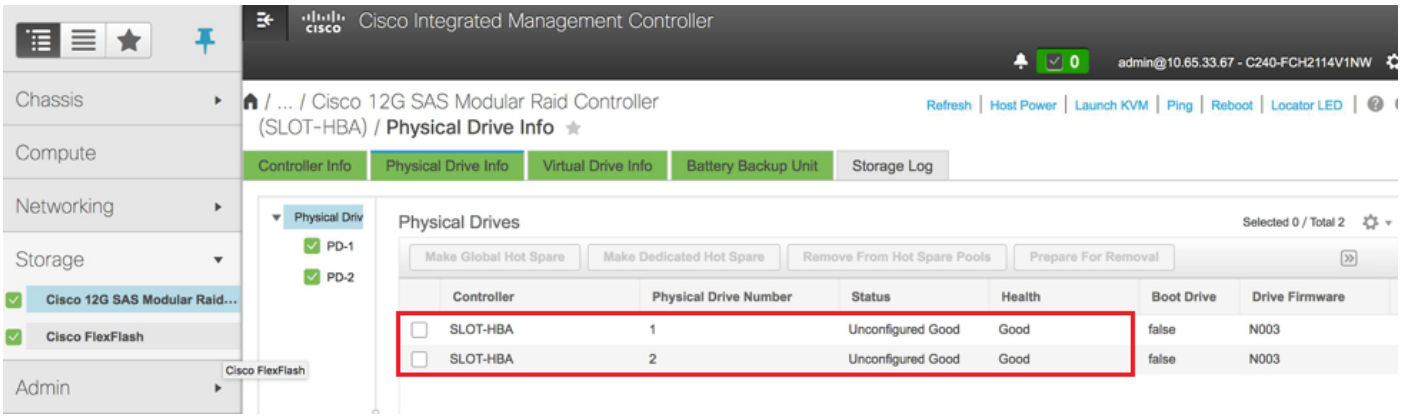 cisco Cisco Integrated Management Controller
0 admin@10.65.33.67 - C240-FCH2114V1NW
Chassis
Compute
Networking
Storage
Cisco 12G SAS Modular Raid...
Cisco FlexFlash
Cisco FlexFlash
Admin
/ ... / Cisco 12G SAS Modular Raid Controller
(SLOT-HBA) / Physical Drive Info
Refresh | Host Power | Launch KVM | Ping | Reboot | Locator LED |
Controller Info Physical Drive Info Virtual Drive Info Battery Backup Unit Storage Log
Physical Driv
PD-1
PD-2
Physical Drives Selected 0 / Total 2
Make Global Hot Spare Make Dedicated Hot Spare Remove From Hot Spare Pools Prepare For Removal
Controller Physical Drive Number Status Health Boot Drive Drive Firmware
SLOT-HBA 1 Unconfigured Good Good false N003
SLOT-HBA 2 Unconfigured Good Good false N003